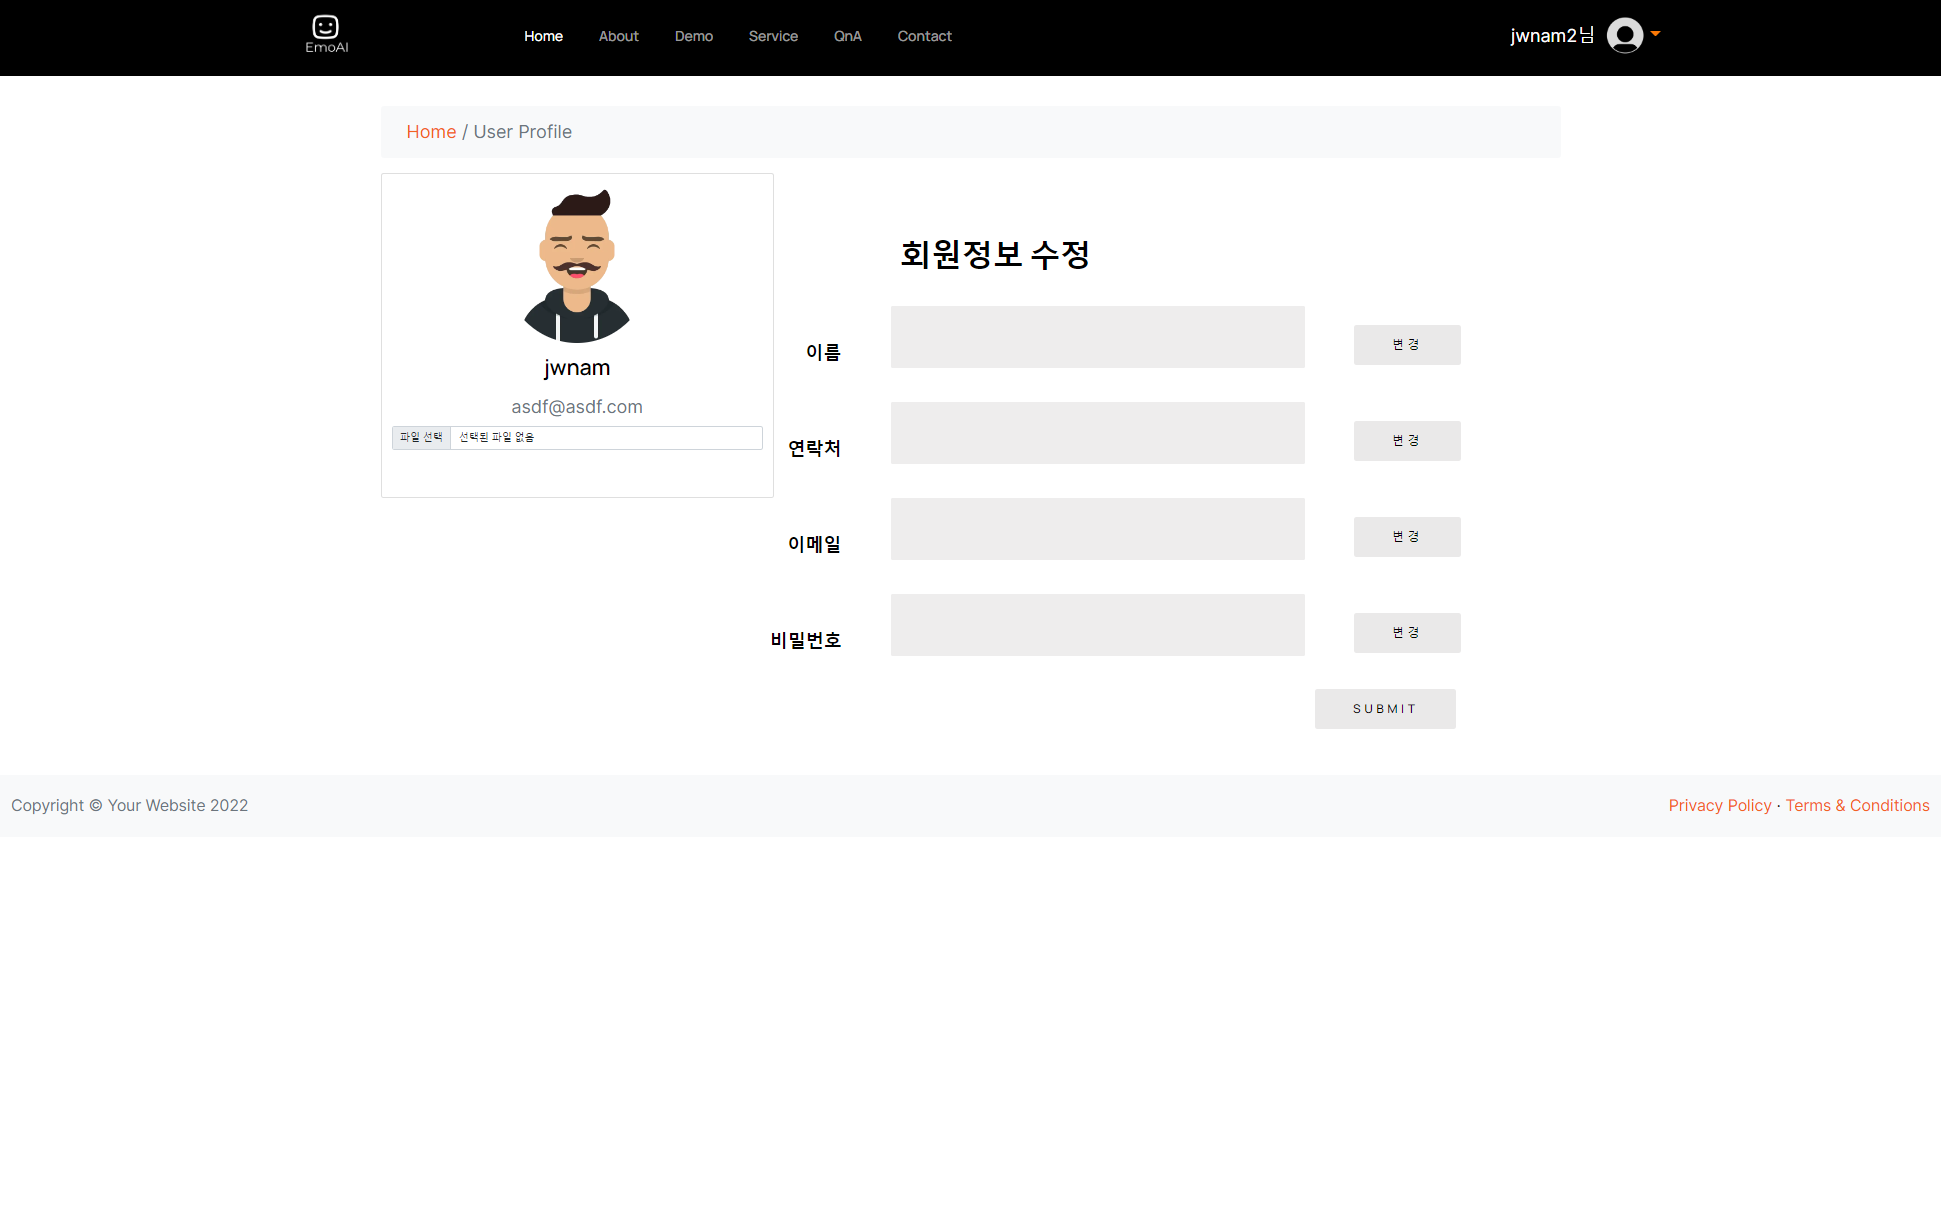 EmoAI
Home About Demo Service QnA Contact
jwnam2님
Home / User Profile
jwnam
asdf@asdf.com
파일 선택 선택된 파일 없음
회원정보 수정
이름 변경
연락처 변경
이메일 변경
비밀번호 변경
SUBMIT
Copyright © Your Website 2022
Privacy Policy · Terms & Conditions